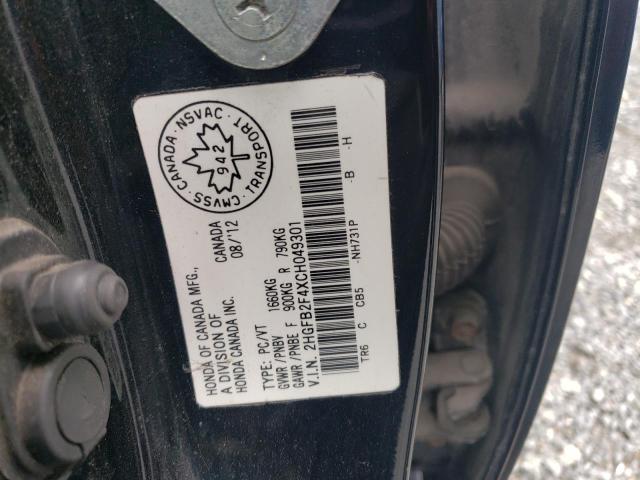 CMVSS · CANADA · NSVAC · TRANSPORT ·
942
HONDA OF CANADA MFG.,
A DIVISION OF
HONDA CANADA INC.
CANADA
08/'12
TYPE: PC/VT
GVWR/PNBV 1660KG
GAWR/PNBE F 900KG R 790KG
V.I.N. 2HGFB2F4XCH049301
TR6 C CB5 -NH731P -B -H